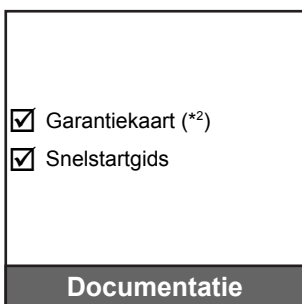 ☑ Garantiekaart (*²)
☑ Snelstartgids
Documentatie